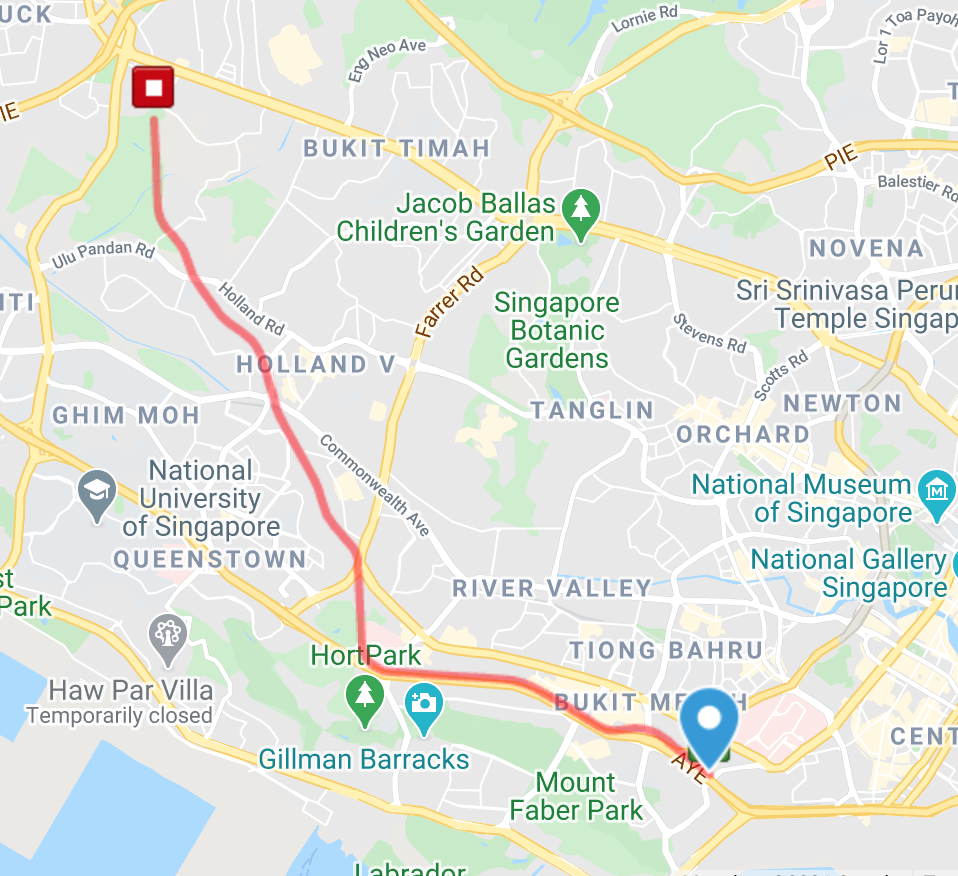 UCK
Lornie Rd
Lor 1 Toa Payoh
Eng Neo Ave
PIE
BUKIT TIMAH
PIE
Balestier Rd
Jacob Ballas
Children's Garden
NOVENA
Ulu Pandan Rd
Holland Rd
Farrer Rd
Singapore
Botanic
Gardens
Sri Srinivasa Perum
Temple Singap
ITI
Stevens Rd
Scotts Rd
HOLLAND V
GHIM MOH
TANGLIN
NEWTON
ORCHARD
Commonwealth Ave
National
University
of Singapore
National Museum
of Singapore
QUEENSTOWN
National Gallery
Singapore
st
Park
RIVER VALLEY
HortPark
TIONG BAHRU
Haw Par Villa
Temporarily closed
BUKIT ME H
CENT
Gillman Barracks
AYE
Mount
Faber Park
Labrador